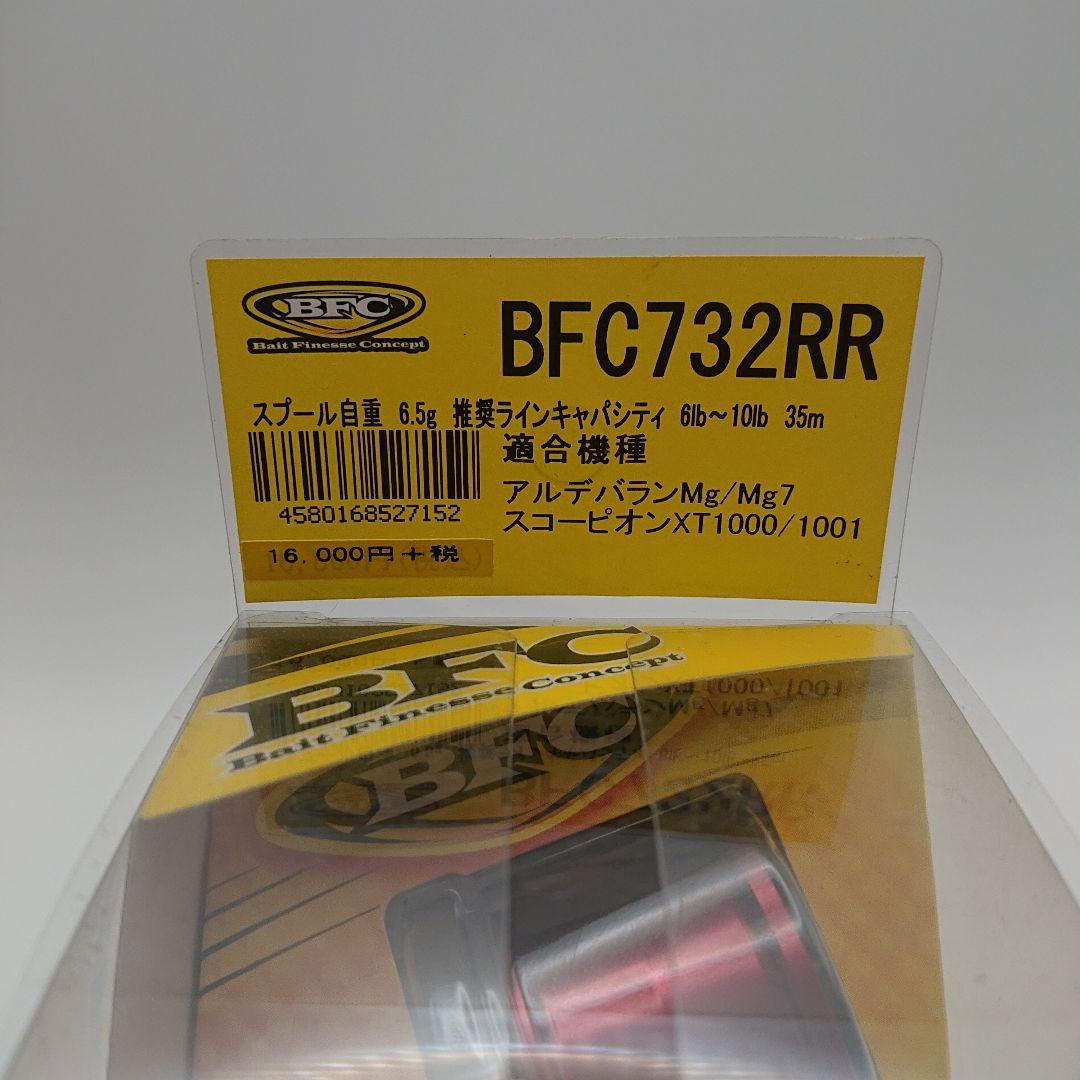 BFC
Bait Finesse Concept
BFC732RR
スプール自重 6.5g 推奨ラインキャパシティ 6lb～10lb 35m
適合機種
アルデバランMg/Mg7
スコーピオンXT1000/1001
4580168527152
16,000円+税
BFC
Bait Finesse Concept
BFC